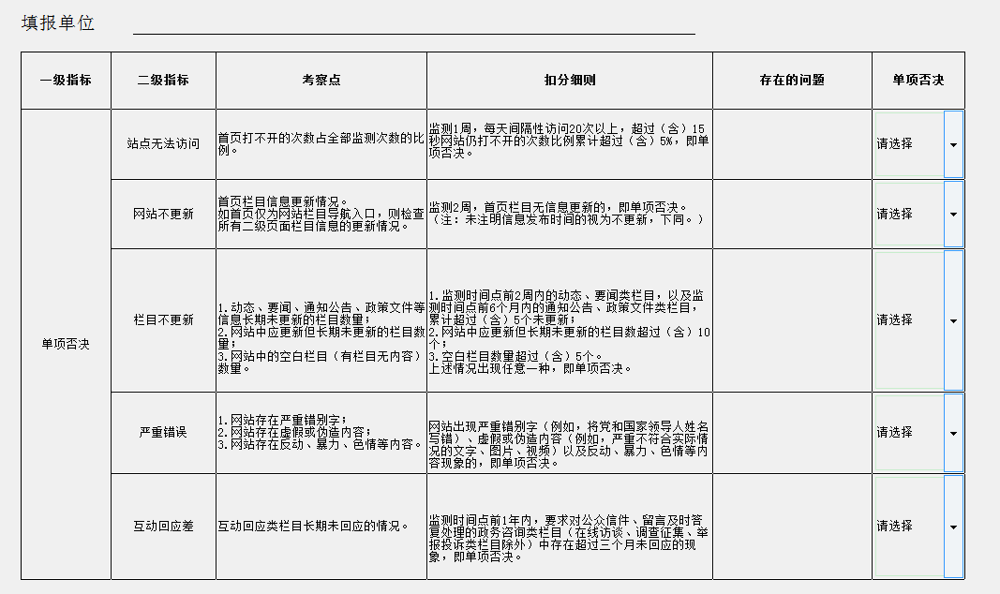 填报单位
一级指标 二级指标 考察点 扣分细则 存在的问题 单项否决
单项否决
站点无法访问
首页打不开的次数占全部监测次数的比
例。
监测1周，每天间隔性访问20次以上，超过（含）15
秒网站仍打不开的次数比例累计超过（含）5%，即单
项否决。
请选择
网站不更新
首页栏目信息更新情况。
如首页仅为网站栏目导航入口，则检查
所有二级页面栏目信息的更新情况。
监测2周，首页栏目无信息更新的，即单项否决。
（注：未注明信息发布时间的视为不更新，下同。）
请选择
栏目不更新
1.动态、要闻、通知公告、政策文件等
信息长期未更新的栏目数量；
2.网站中应更新但长期未更新的栏目数
量；
3.网站中的空白栏目（有栏目无内容）
数量。
1.监测时间点前2周内的动态、要闻类栏目，以及监
测时间点前6个月内的通知公告、政策文件类栏目，
累计超过（含）5个未更新；
2.网站中应更新但长期未更新的栏目数超过（含）10
个；
3.空白栏目数量超过（含）5个。
上述情况出现任意一种，即单项否决。
请选择
严重错误
1.网站存在严重错别字；
2.网站存在虚假或伪造内容；
3.网站存在反动、暴力、色情等内容。
网站出现严重错别字（例如，将党和国家领导人姓名
写错）、虚假或伪造内容（例如，严重不符合实际情
况的文字、图片、视频）以及反动、暴力、色情等内
容现象的，即单项否决。
请选择
互动回应差
互动回应类栏目长期未回应的情况。
监测时间点前1年内，要求对公众信件、留言及时答
复处理的政务咨询类栏目（在线访谈、调查征集、举
报投诉类栏目除外）中存在超过三个月未回应的现
象，即单项否决。
请选择